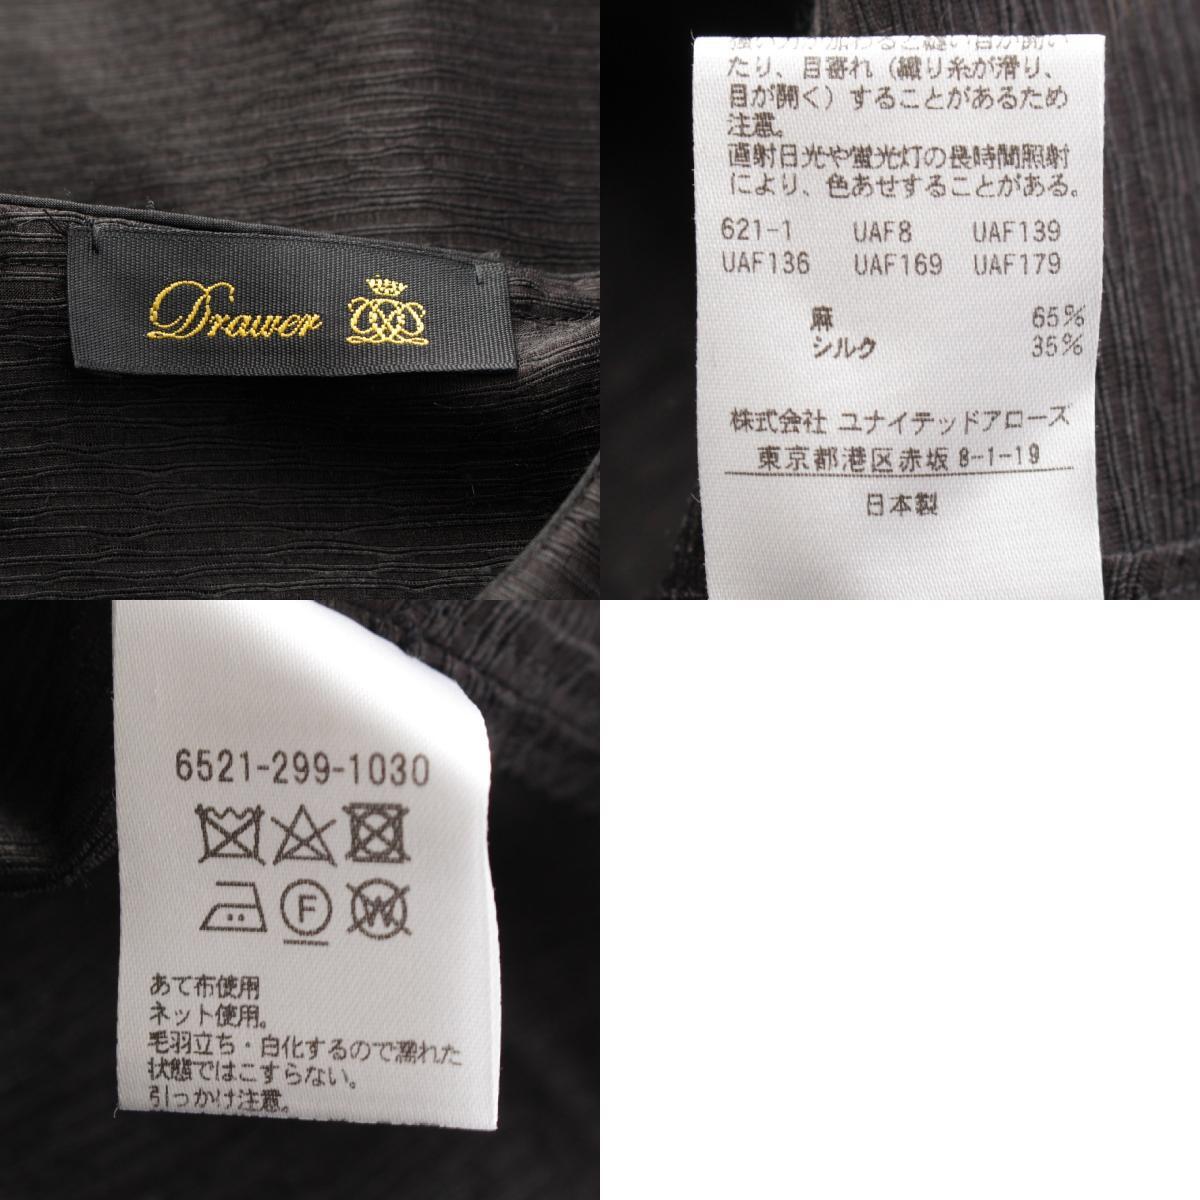 Drawer
強い力が加わると縫い目が開い
たり、目寄れ（織り糸が滑り、
目が開く）することがあるため
注意。
直射日光や蛍光灯の長時間照射
により、色あせすることがある。
621-1 UAF8 UAF139
UAF136 UAF169 UAF179
麻 65%
シルク 35%
株式会社 ユナイテッドアローズ
東京都港区赤坂 8-1-19
日本製
6521-299-1030
F W
あて布使用
ネット使用。
毛羽立ち・白化するので濡れた
状態ではこすらない。
引っかけ注意。